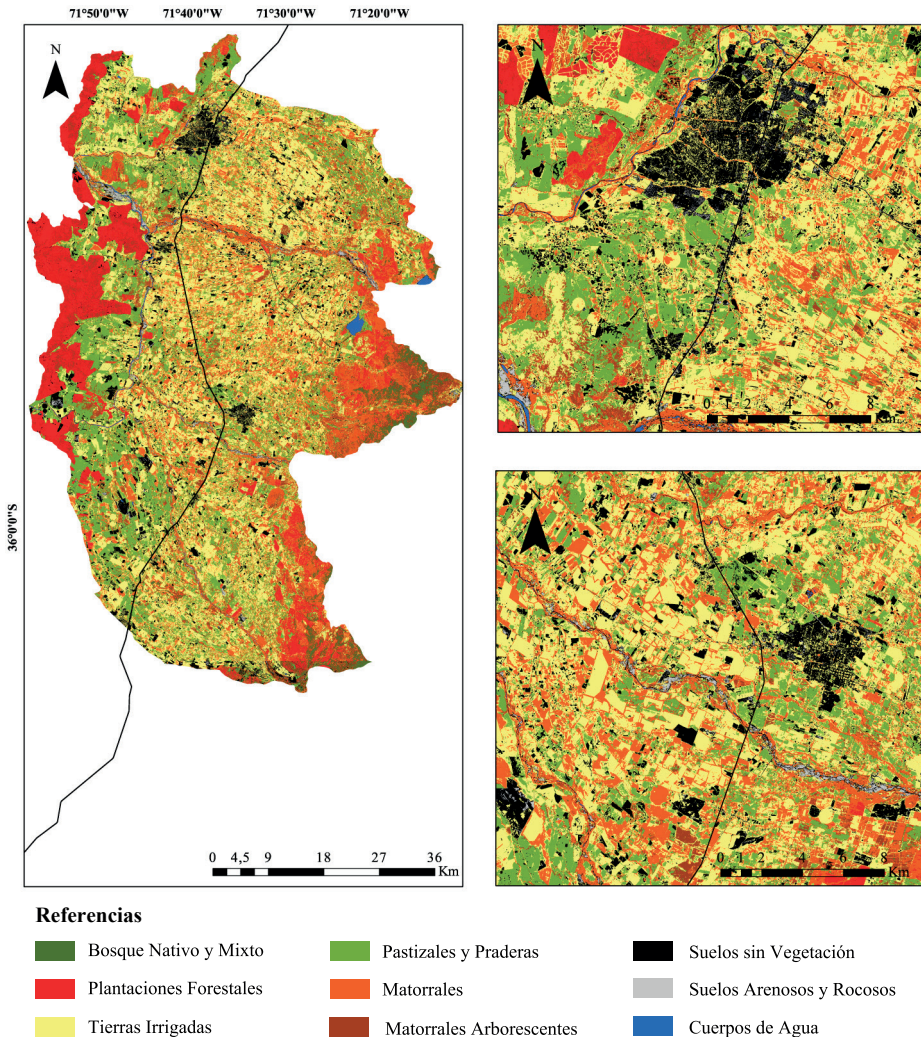 71°50'0"W 71°40'0"W 71°30'0"W 71°20'0"W
N
36°0'0"S
0 4,5 9 18 27 36
Km
N
0 1 2 4 6 8
Km
N
0 1 2 4 6 8
Km
Referencias
Bosque Nativo y Mixto
Pastizales y Praderas
Suelos sin Vegetación
Plantaciones Forestales
Matorrales
Suelos Arenosos y Rocosos
Tierras Irrigadas
Matorrales Arborescentes
Cuerpos de Agua